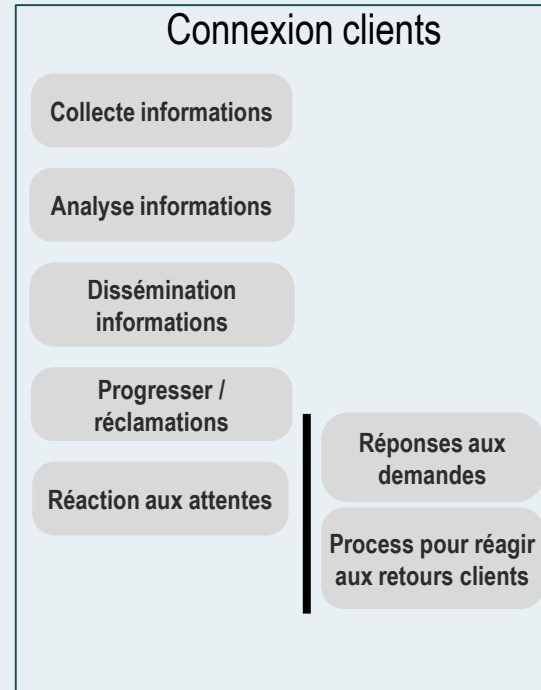 Connexion clients
Collecte informations
Analyse informations
Dissémination
informations
Progresser /
réclamations
Réaction aux attentes
Réponses aux
demandes
Process pour réagir
aux retours clients